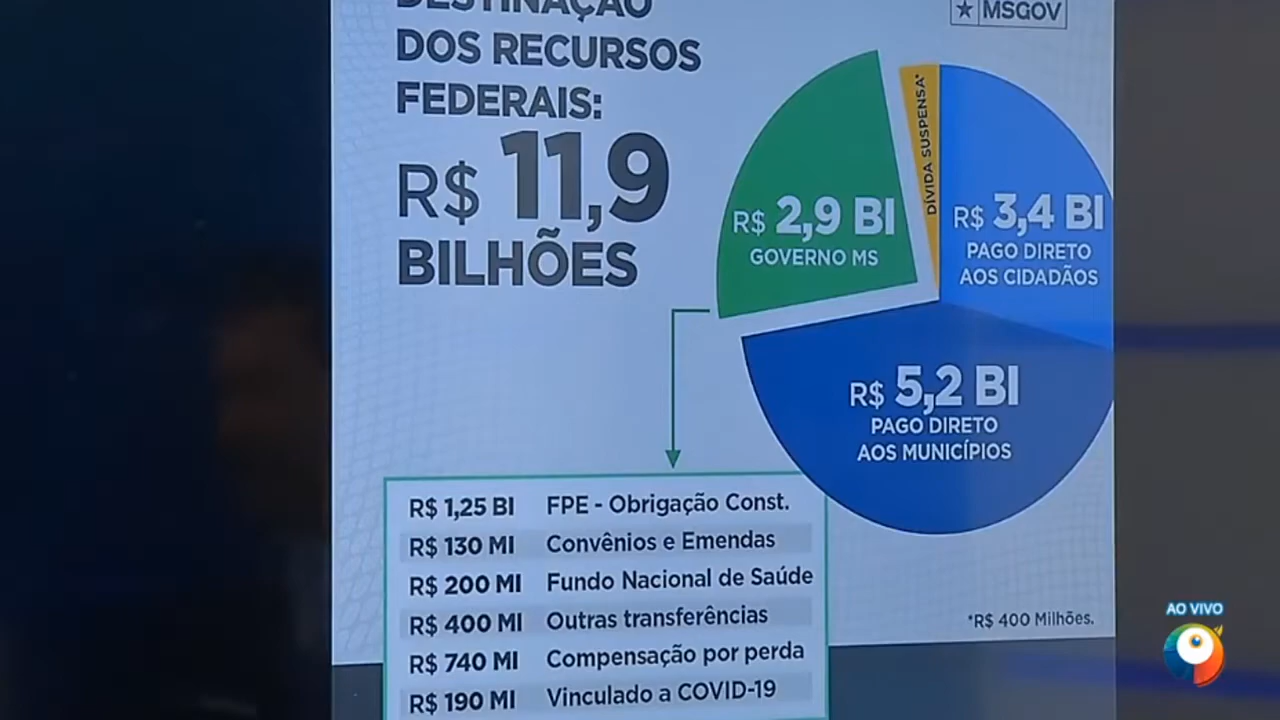 DESTINAÇÃO
DOS RECURSOS
FEDERAIS:
R$ 11,9
BILHÕES
MSGOV
R$ 2,9 BI
GOVERNO MS
DÍVIDA SUSPENSA*
R$ 3,4 BI
PAGO DIRETO
AOS CIDADÃOS
R$ 5,2 BI
PAGO DIRETO
AOS MUNICÍPIOS
R$ 1,25 BI FPE - Obrigação Const.
R$ 130 MI Convênios e Emendas
R$ 200 MI Fundo Nacional de Saúde
R$ 400 MI Outras transferências
R$ 740 MI Compensação por perda
R$ 190 MI Vinculado a COVID-19
*R$ 400 Milhões.
AO VIVO